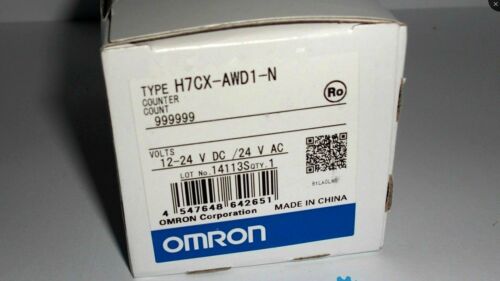 TYPE H7CX-AWD1-N
COUNTER
COUNT
999999
Ro
VOLTS
12-24 V DC /24 V AC
LOT No. 14113S QTY. 1
4 547648 642651
OMRON Corporation
MADE IN CHINA
OMRON